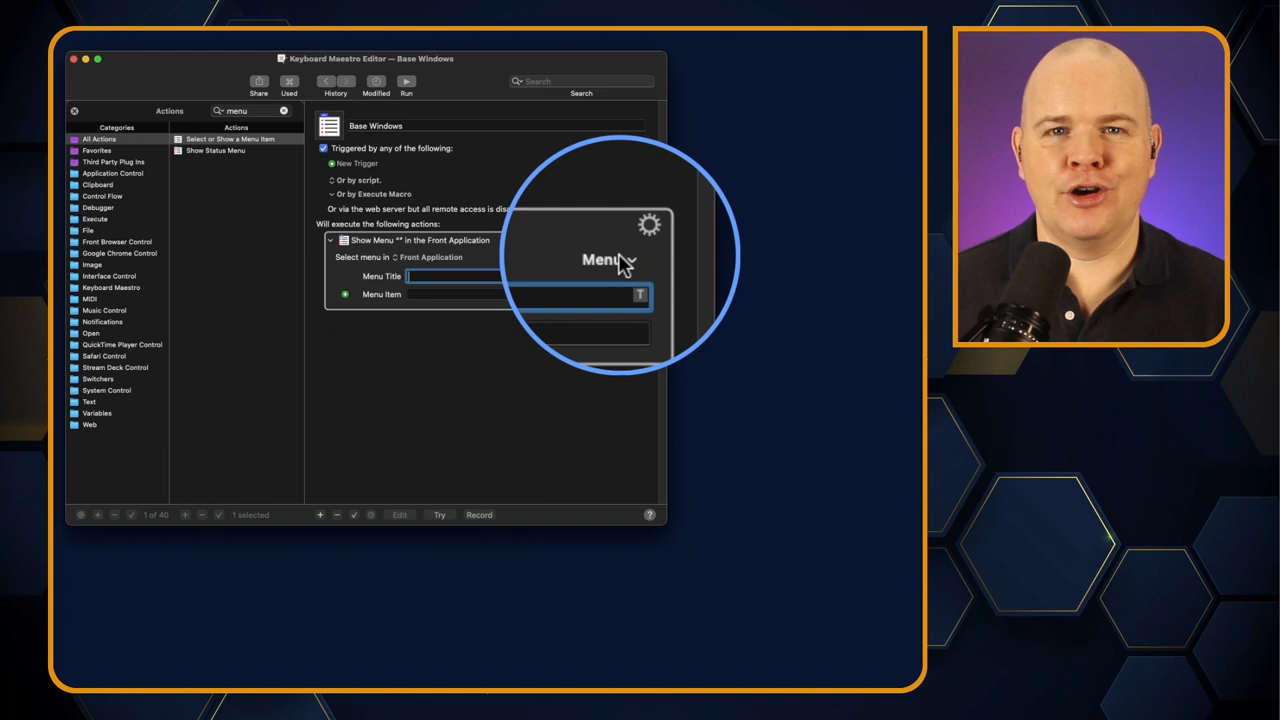 Keyboard Maestro Editor — Base Windows
Share
Used
History
Modified
Run
Search
Search
Actions
menu
Categories
Actions
All Actions
Favorites
Third Party Plug Ins
Application Control
Clipboard
Control Flow
Debugger
Execute
File
Front Browser Control
Google Chrome Control
Image
Interface Control
Keyboard Maestro
MIDI
Music Control
Notifications
Open
QuickTime Player Control
Safari Control
Stream Deck Control
Switchers
System Control
Text
Variables
Web
Select or Show a Menu Item
Show Status Menu
Base Windows
Triggered by any of the following:
New Trigger
Or by script.
Or by Execute Macro
Or via the web server but all remote access is
Will execute the following actions:
Show Menu “” in the Front Application
Select menu in Front Application
Menu
Menu Title
T
Menu Item
1 of 40
1 selected
Edit
Try
Record
?